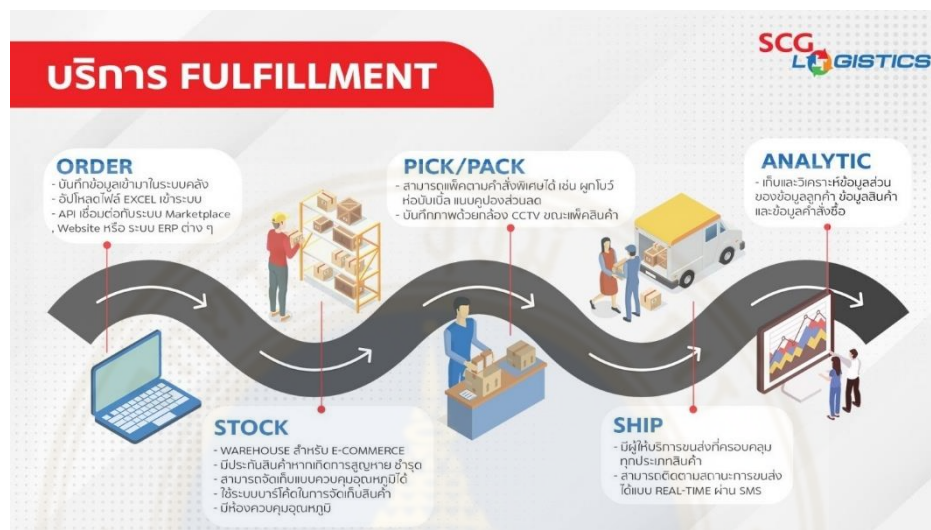 บริการ FULFILLMENT
SCG
LOGISTICS
ORDER
- บันทึกข้อมูลเข้ามาในระบบคลัง
- อัปโหลดไฟล์ EXCEL เข้าระบบ
- API เชื่อมต่อกับระบบ Marketplace
, Website หรือ ระบบ ERP ต่าง ๆ
PICK/PACK
- สามารถแพ็คตามคำสั่งพิเศษได้ เช่น ผูกโบว์
ห่อบับเบิ้ล แนบคูปองส่วนลด
- บันทึกภาพด้วยกล้อง CCTV ขณะแพ็คสินค้า
ANALYTIC
- เก็บและวิเคราะห์ข้อมูลส่วน
ของข้อมูลลูกค้า ข้อมูลสินค้า
และข้อมูลคำสั่งซื้อ
STOCK
- WAREHOUSE สำหรับ E-COMMERCE
- มีประกันสินค้าหากเกิดการสูญหาย ชำรุด
- สามารถจัดเก็บแบบควบคุมอุณหภูมิได้
- ใช้ระบบบาร์โค้ดในการจัดเก็บสินค้า
- มีห้องควบคุมอุณหภูมิ
SHIP
- มีผู้ให้บริการขนส่งที่ครอบคลุม
ทุกประเภทสินค้า
- สามารถติดตามสถานะการขนส่ง
ได้แบบ REAL-TIME ผ่าน SMS